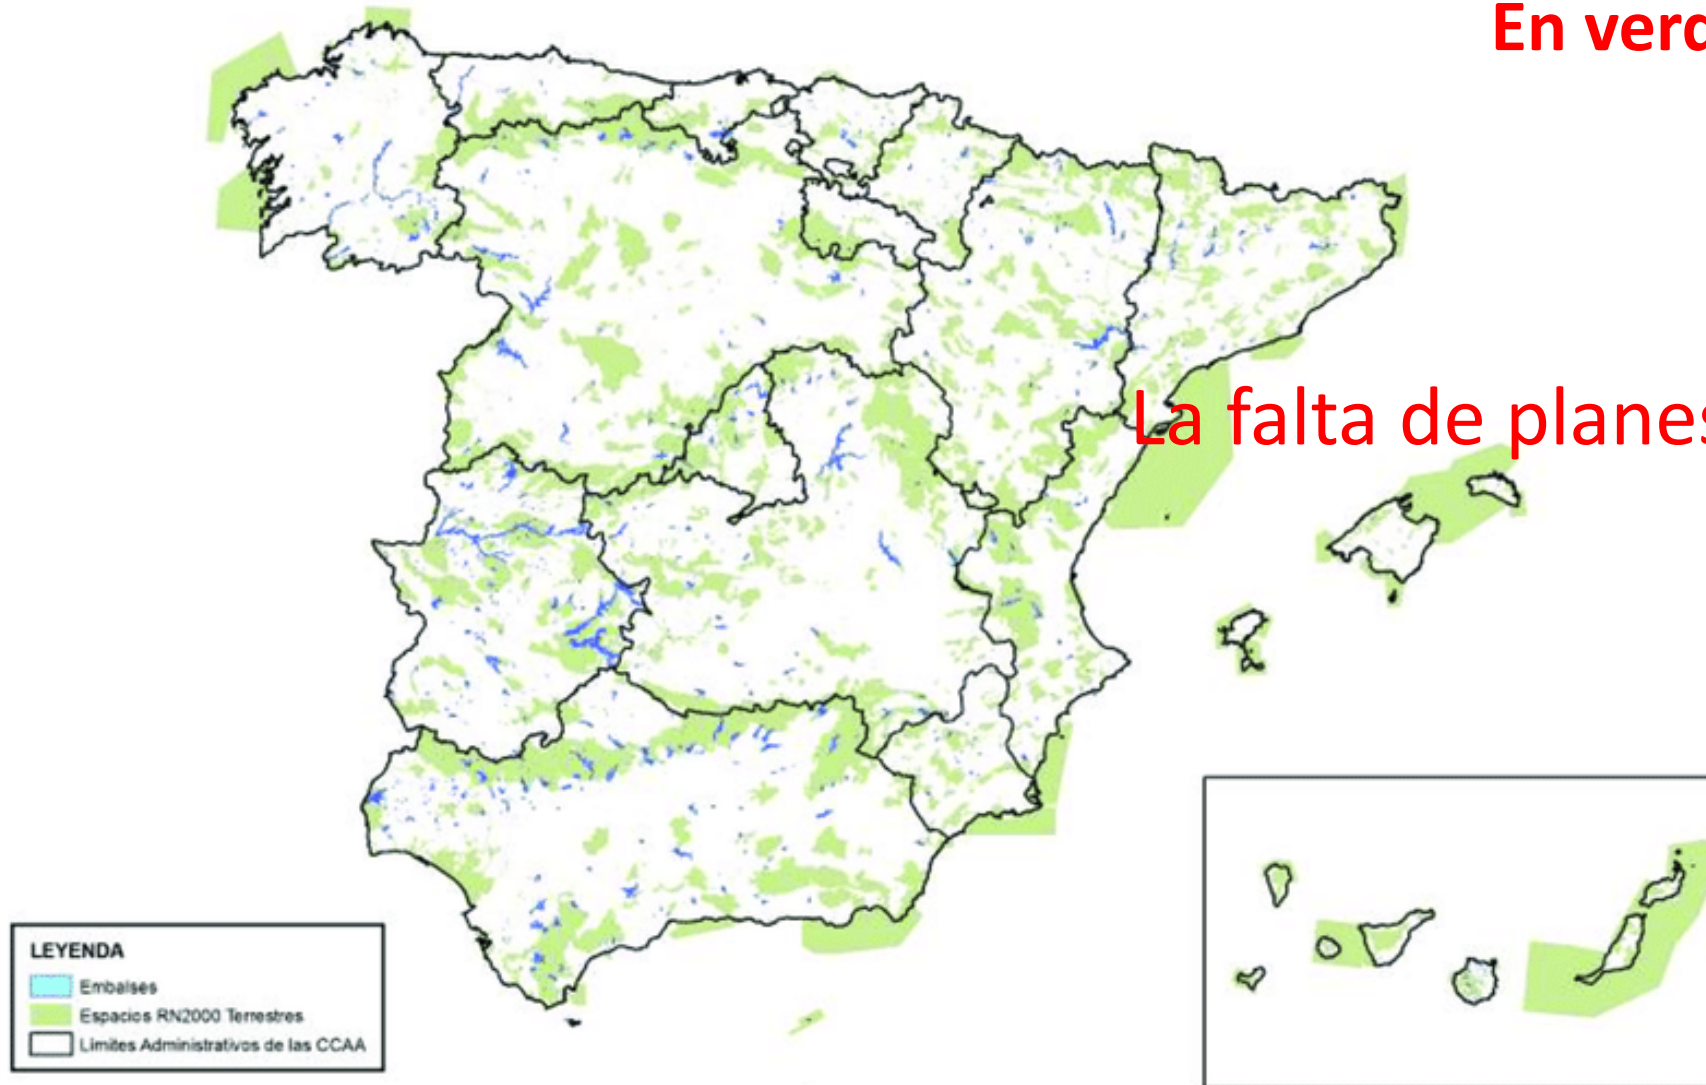 En verd
La falta de planes
LEYENDA
Embalses
Espacios RN2000 Terrestres
Límites Administrativos de las CCAA